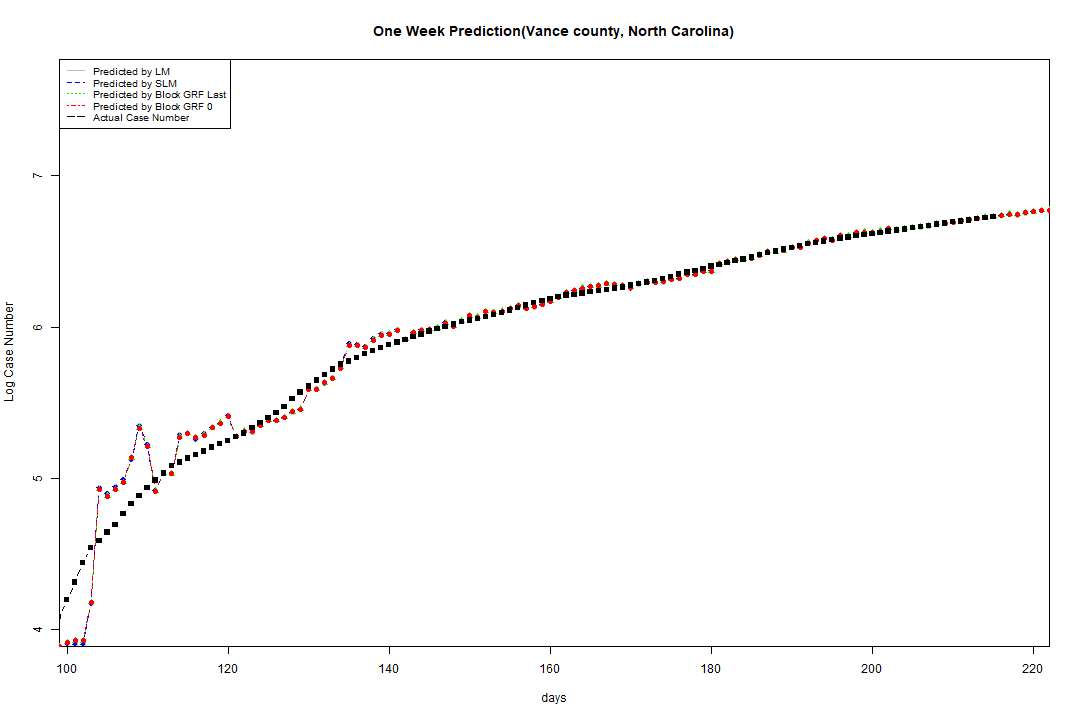 One Week Prediction(Vance county, North Carolina)
Predicted by LM
Predicted by SLM
Predicted by Block GRF Last
Predicted by Block GRF 0
Actual Case Number
7
6
5
4
Log Case Number
100 120 140 160 180 200 220
days